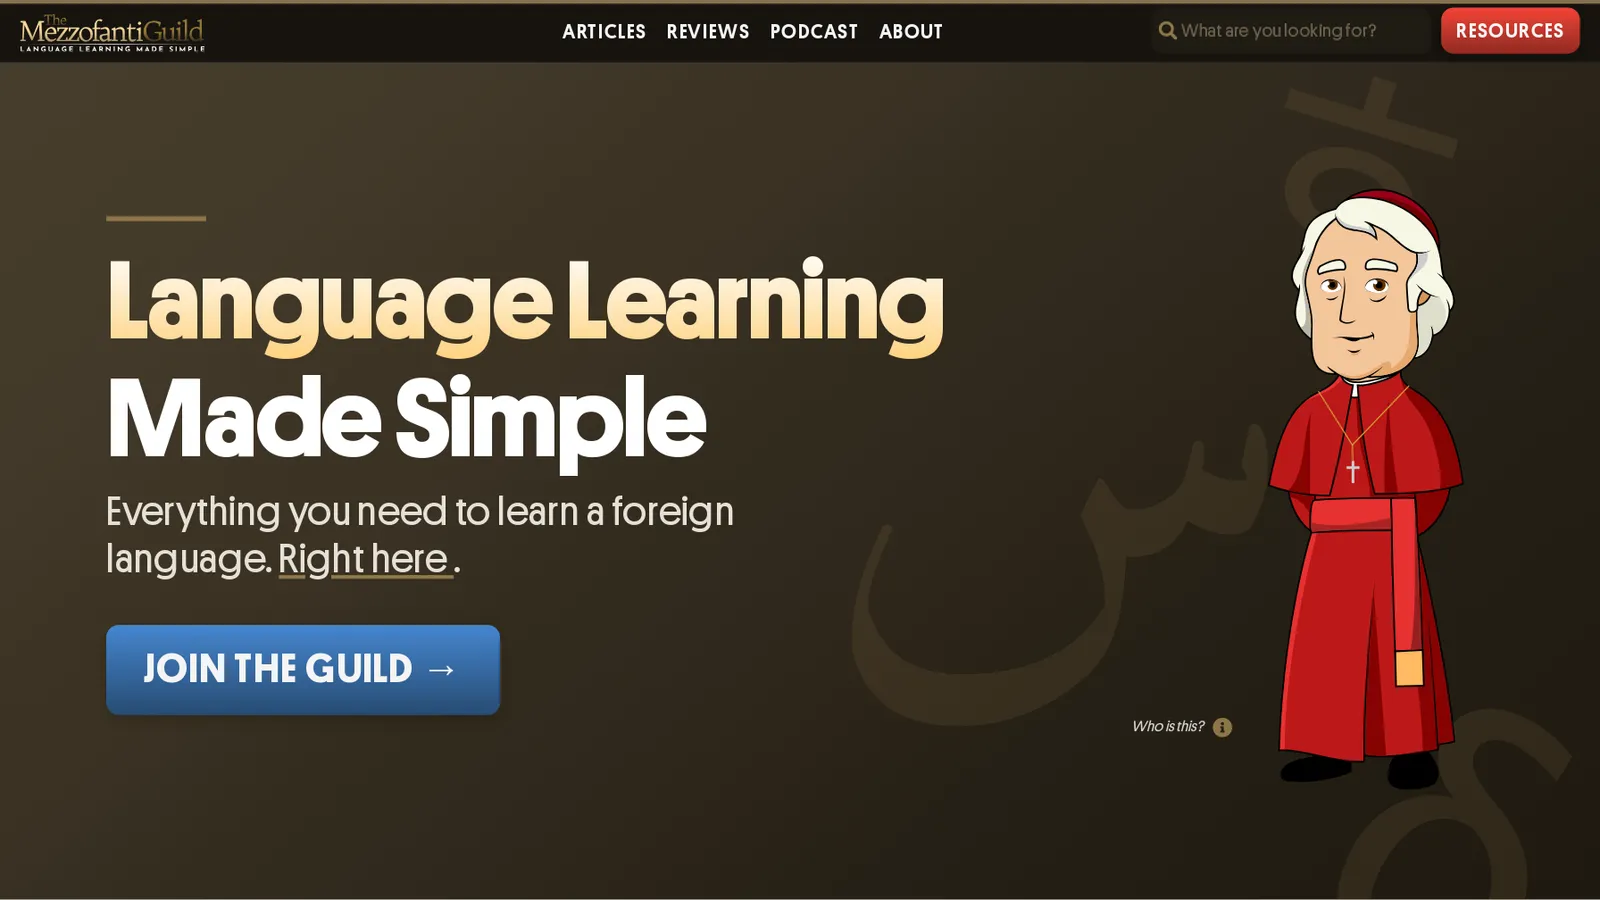 The
MezzofantiGuild
LANGUAGE LEARNING MADE SIMPLE
ARTICLES REVIEWS PODCAST ABOUT
What are you looking for?
RESOURCES
Language Learning
Made Simple
Everything you need to learn a foreign
language. Right here .
JOIN THE GUILD →
Who is this?
س